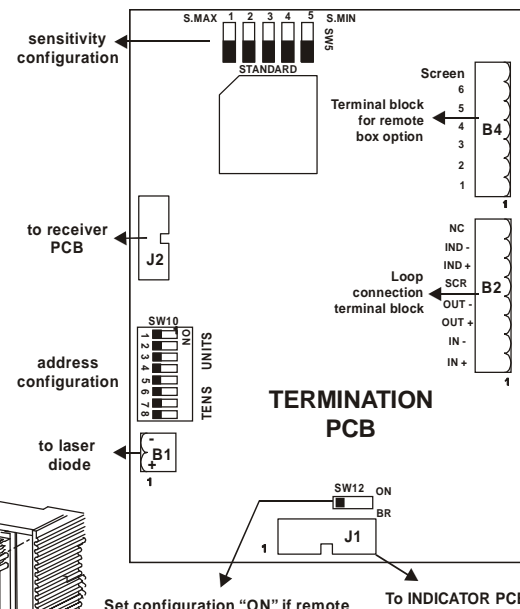 S.MAX 1 2 3 4 5 S.MIN
SW5
STANDARD
sensitivity
configuration
Screen
6
5
4
3
2
1
Terminal block
for remote
box option
B4
1
to receiver
PCB
J2
NC
IND -
IND +
SCR
OUT -
OUT +
IN -
IN +
Loop
connection
terminal block
B2
1
SW10
1 2 3 4 5 6 7 8
NO
UNITS
TENS
address
configuration
TERMINATION
PCB
to laser
diode
-
+
B1
1
SW12
ON
BR
1
J1
Set configuration “ON” if remote
To INDICATOR PCB